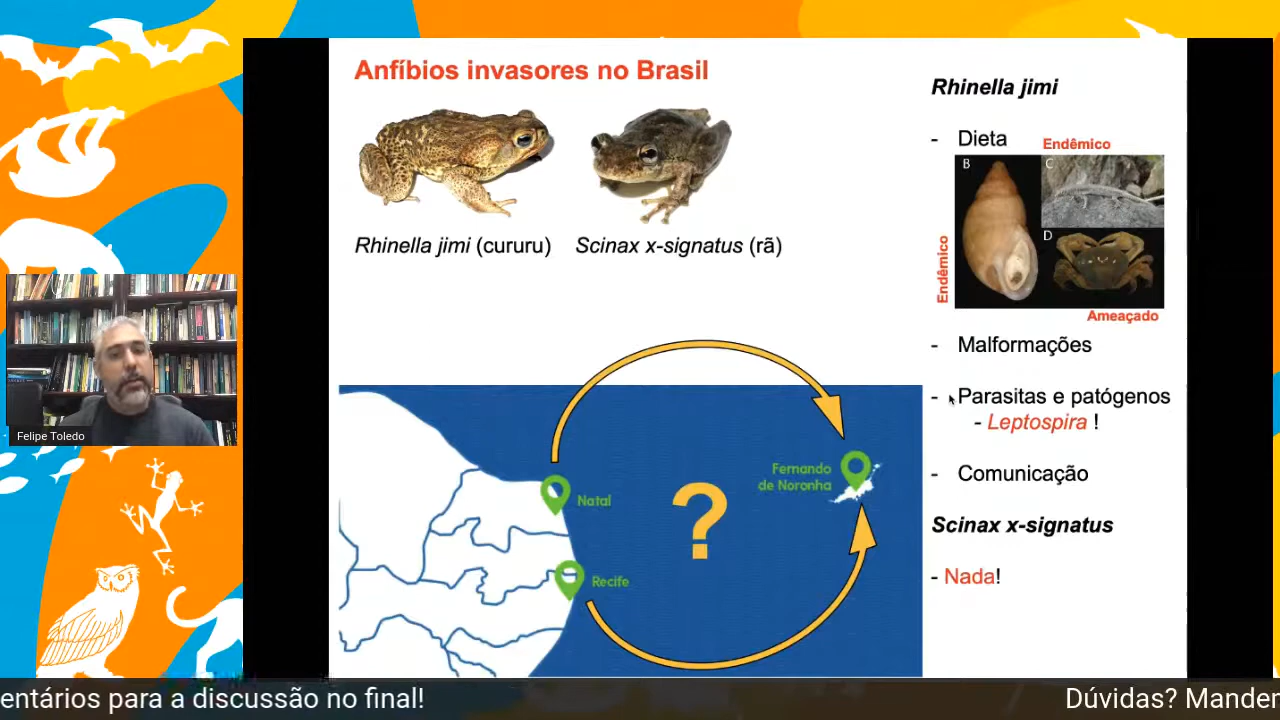 Anfíbios invasores no Brasil
Rhinella jimi (cururu)
Scinax x-signatus (rã)
Rhinella jimi
- Dieta
Endêmico
B
C
D
Endêmico
Ameaçado
- Malformações
- Parasitas e patógenos
- Leptospira !
- Comunicação
Scinax x-signatus
- Nada!
Natal
Recife
?
Fernando
de Noronha
Felipe Toledo
entários para a discussão no final!
Dúvidas? Mander